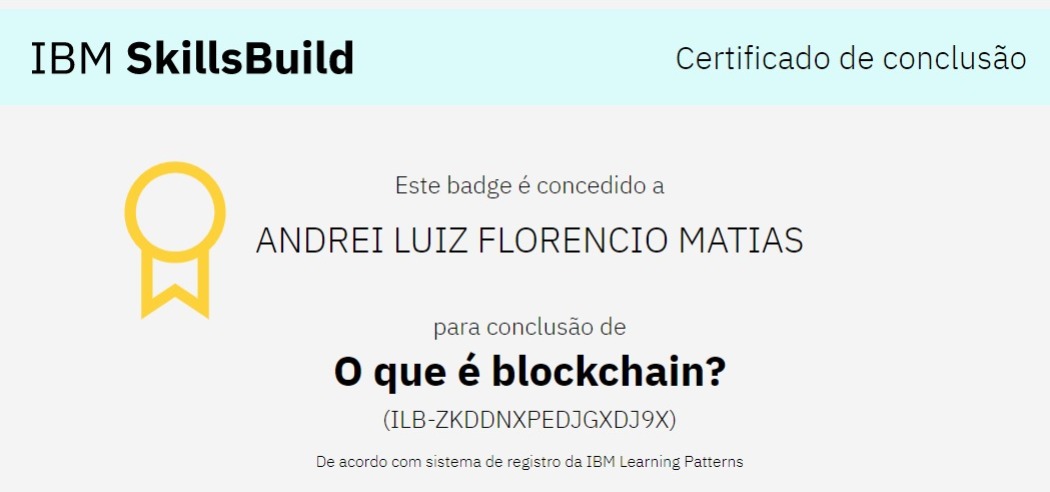 IBM SkillsBuild
Certificado de conclusão
Este badge é concedido a
ANDREI LUIZ FLORENCIO MATIAS
para conclusão de
O que é blockchain?
(ILB-ZKDDNXPEDJGXDJ9X)
De acordo com sistema de registro da IBM Learning Patterns